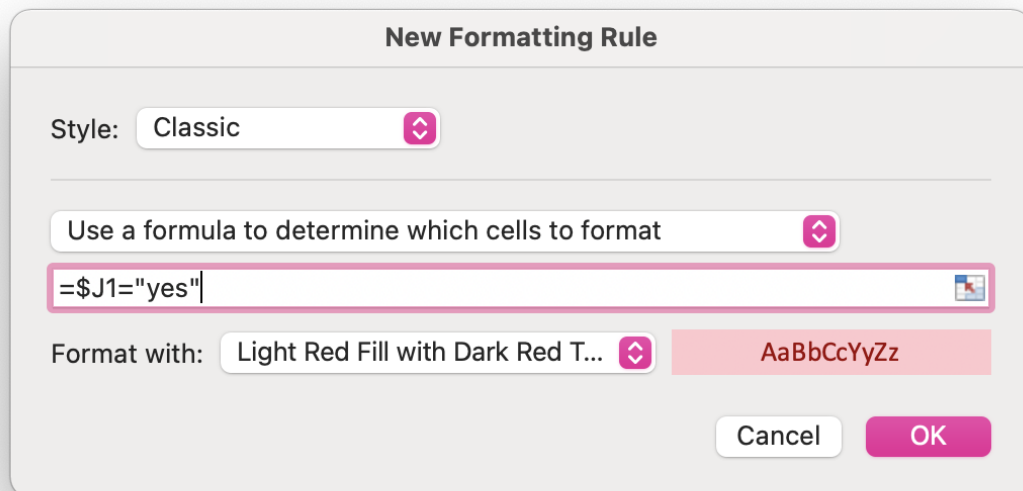 New Formatting Rule
Style: Classic
Use a formula to determine which cells to format
=$J1="yes"
Format with: Light Red Fill with Dark Red T... AaBbCcYyZz
Cancel OK